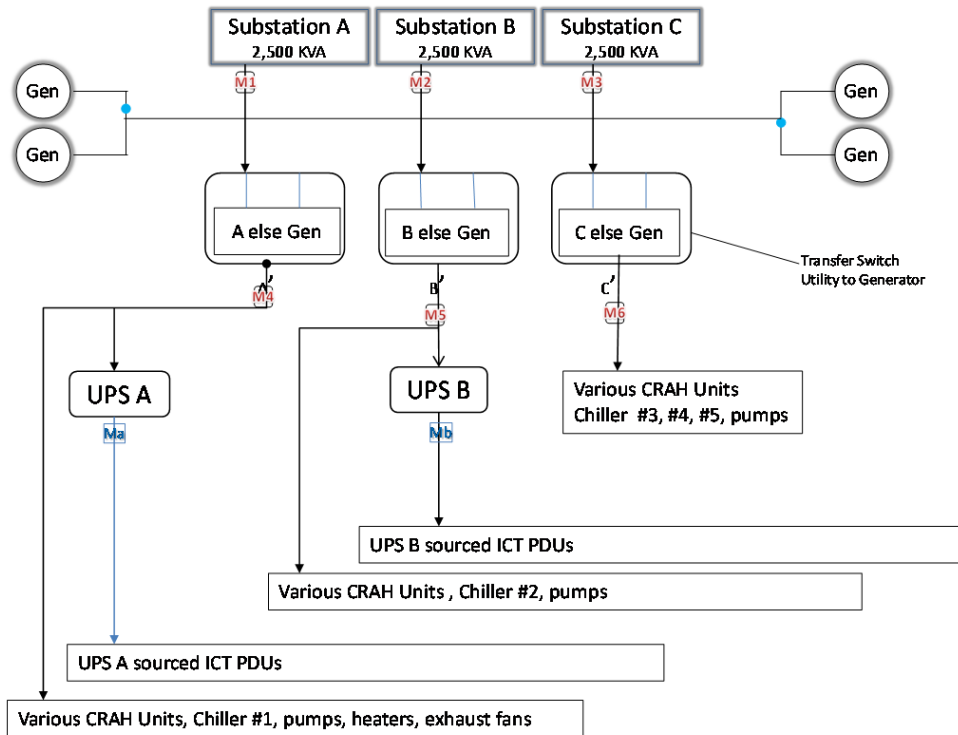 Substation A
2,500 KVA
Substation B
2,500 KVA
Substation C
2,500 KVA
M1
M2
M3
Gen
Gen
Gen
Gen
A else Gen
B else Gen
C else Gen
Transfer Switch
Utility to Generator
A'
M4
B'
M5
C'
M6
UPS A
UPS B
Various CRAH Units
Chiller #3, #4, #5, pumps
Ma
Mb
UPS B sourced ICT PDUs
Various CRAH Units , Chiller #2, pumps
UPS A sourced ICT PDUs
Various CRAH Units, Chiller #1, pumps, heaters, exhaust fans